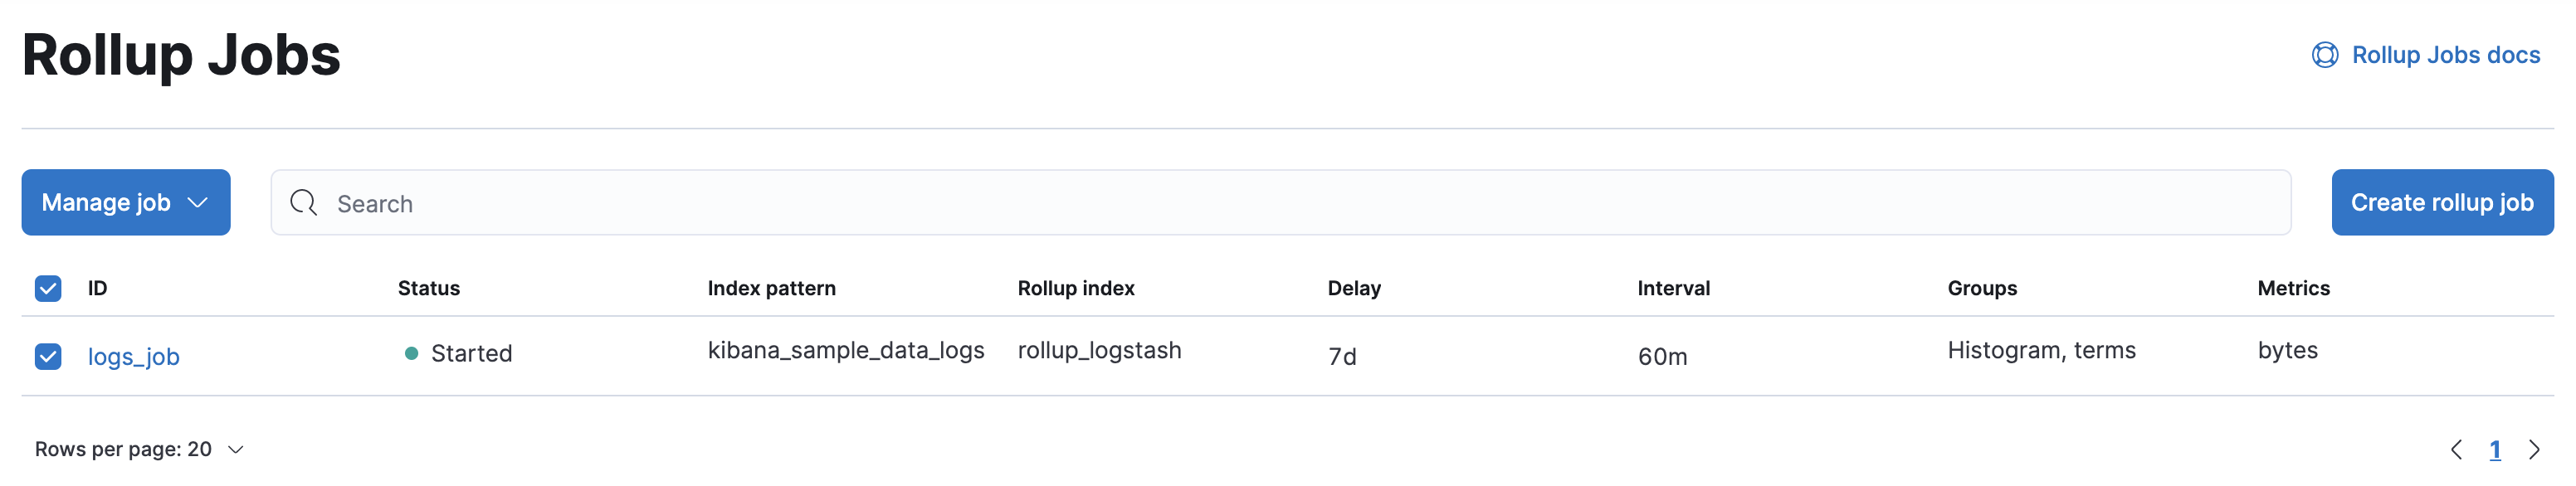 Rollup Jobs
Rollup Jobs docs
Manage job
Search
Create rollup job
ID Status Index pattern Rollup index Delay Interval Groups Metrics
logs_job Started kibana_sample_data_logs rollup_logstash 7d 60m Histogram, terms bytes
Rows per page: 20
1